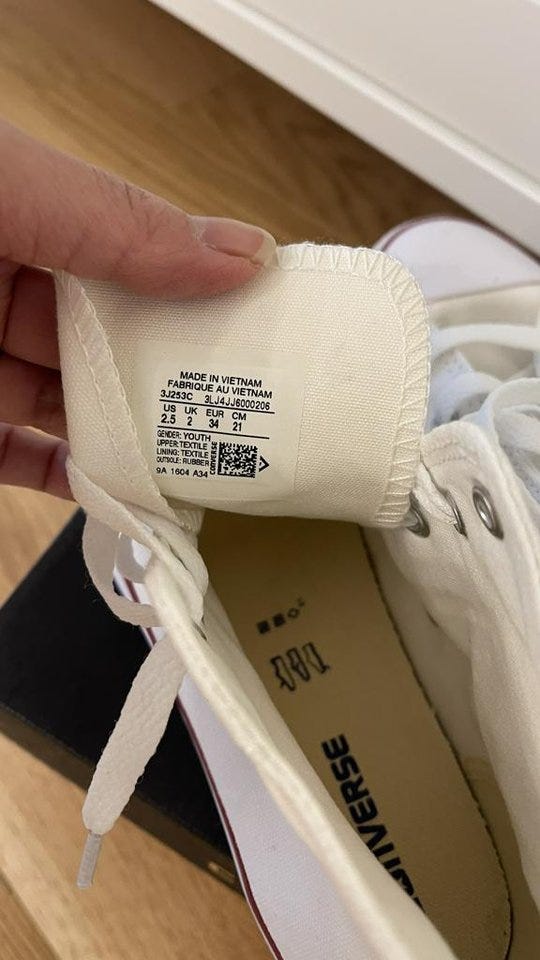 MADE IN VIETNAM
FABRIQUE AU VIETNAM
3J253C 3LJ4JJ6000206
US UK EUR CM
2.5 2 34 21
GENDER: YOUTH
UPPER: TEXTILE
LINING: TEXTILE
OUTSOLE: RUBBER
CONVERSE
9A 1604 A34
CONVERSE